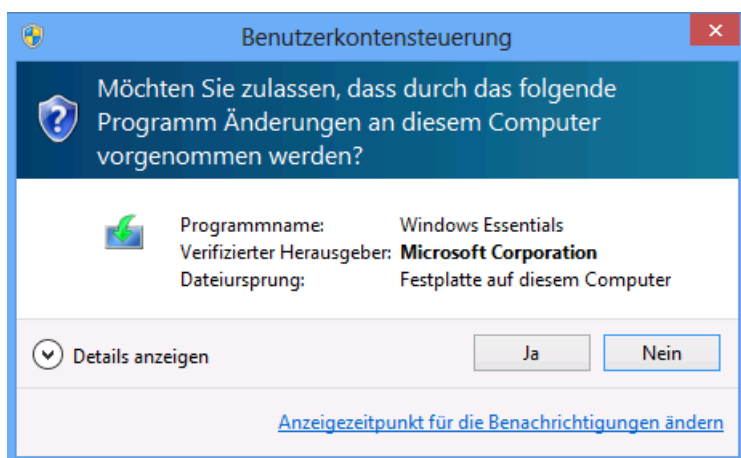 Benutzerkontensteuerung
Möchten Sie zulassen, dass durch das folgende
Programm Änderungen an diesem Computer
vorgenommen werden?
Programmname: Windows Essentials
Verifizierter Herausgeber: Microsoft Corporation
Dateiursprung: Festplatte auf diesem Computer
Details anzeigen Ja Nein
Anzeigezeitpunkt für die Benachrichtigungen ändern